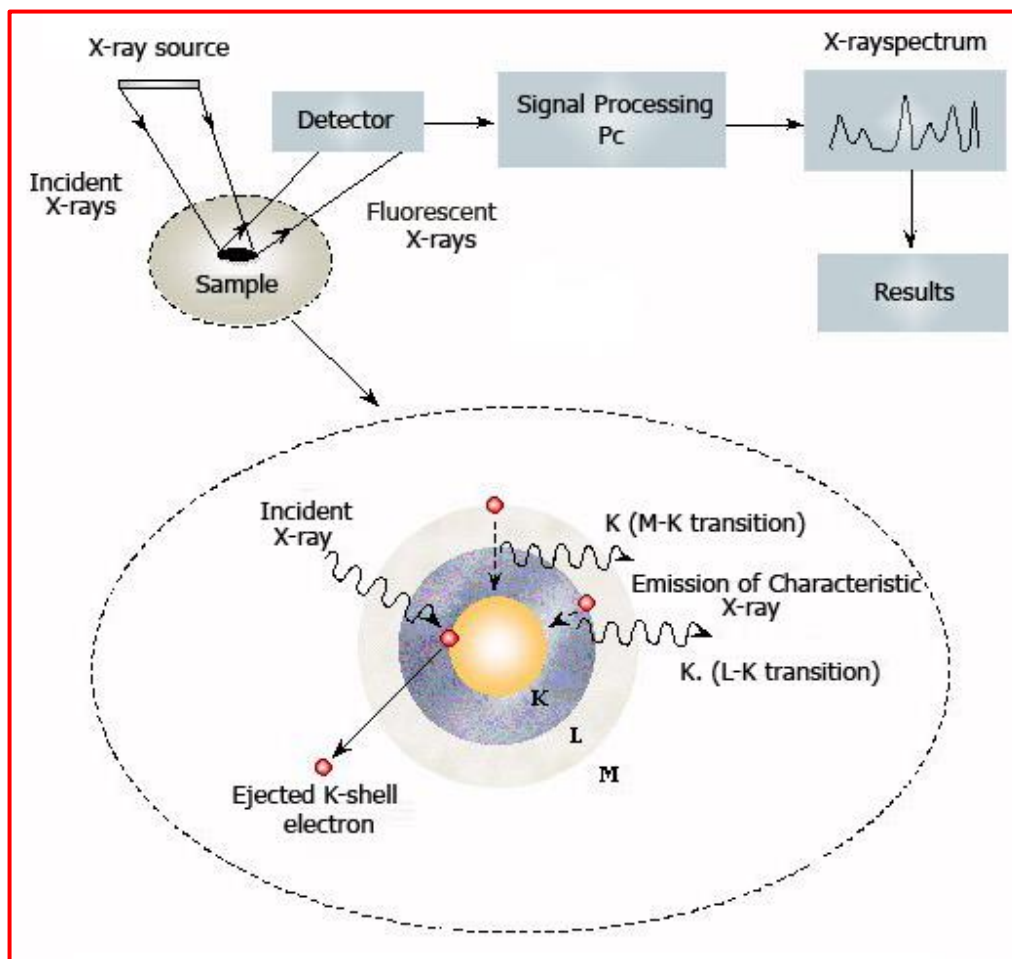 X-ray source
X-rayspectrum
Detector
Signal Processing
Pc
Incident
X-rays
Fluorescent
X-rays
Sample
Results
Incident
X-ray
K (M-K transition)
Emission of Characteristic
X-ray
K. (L-K transition)
K
L
M
Ejected K-shell
electron